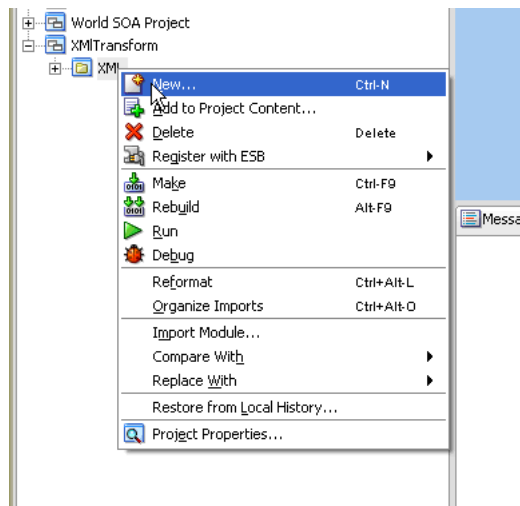 World SOA Project
XMlTransform
XMl
New... Ctrl-N
Add to Project Content...
Delete Delete
Register with ESB
Make Ctrl-F9
Rebuild Alt-F9
Run
Debug
Reformat Ctrl+Alt-L
Organize Imports Ctrl+Alt-O
Import Module...
Compare With
Replace With
Restore from Local History...
Project Properties...
Messa